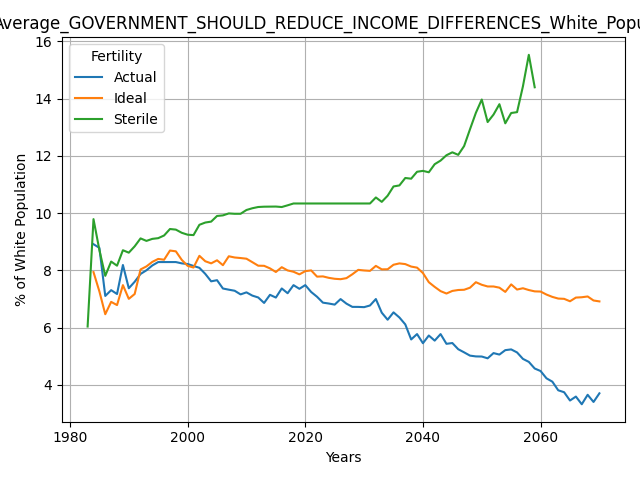 Average_GOVERNMENT_SHOULD_REDUCE_INCOME_DIFFERENCES_White_Popu
16
14
12
10
8
6
4
% of White Population
Fertility
Actual
Ideal
Sterile
1980
2000
2020
2040
2060
Years